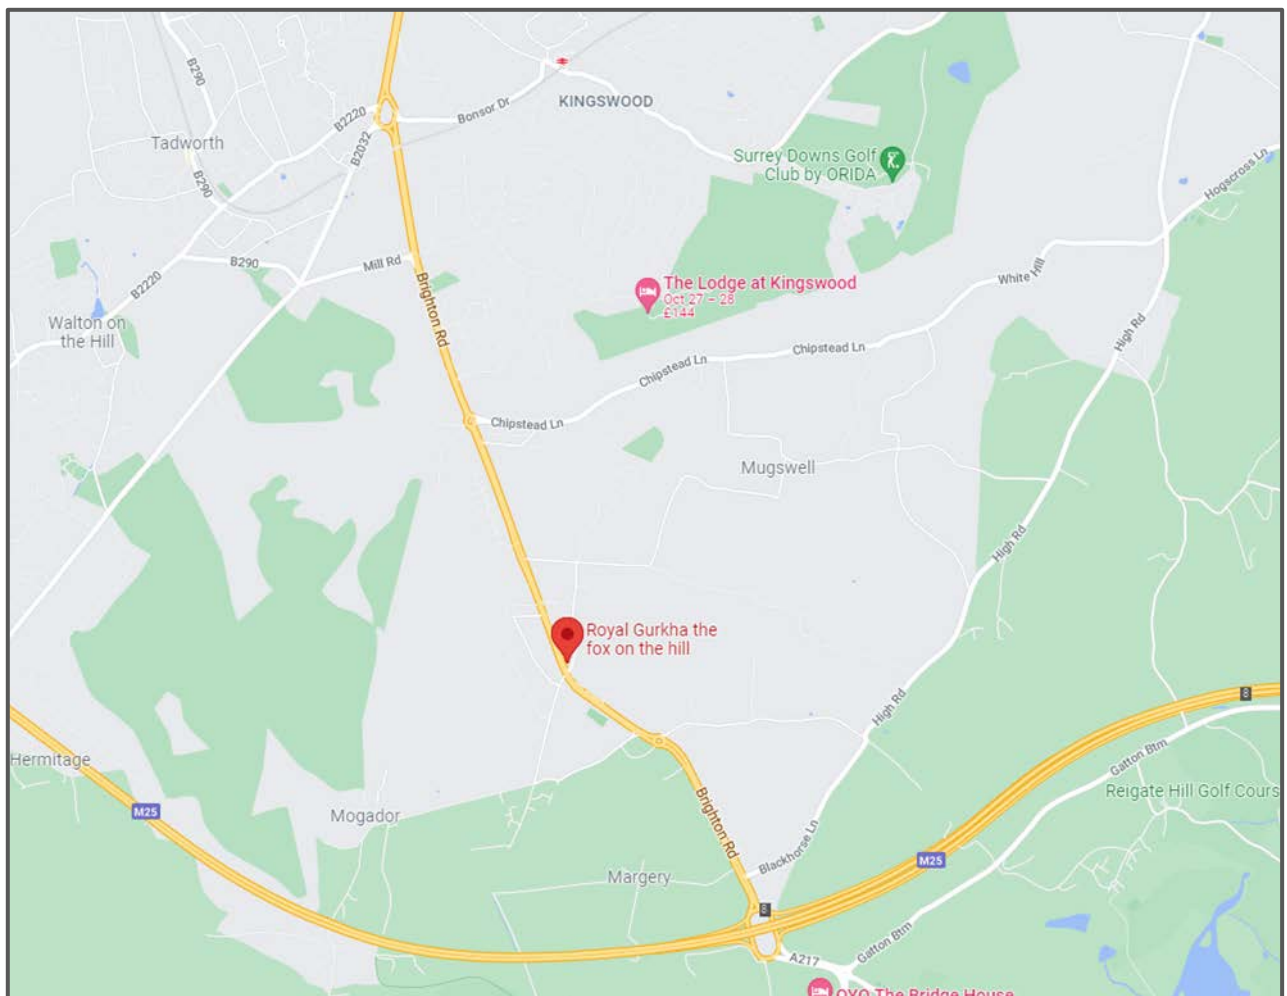 B290
KINGSWOOD
Bonsor Dr
B2220
Tadworth
B2032
Surrey Downs Golf
Club by ORIDA
Hogscross Ln
B290
B290
Mill Rd
White Hill
B2220
Brighton Rd
The Lodge at Kingswood
Oct 27 – 28
£144
Walton on
the Hill
High Rd
Chipstead Ln
Chipstead Ln
Chipstead Ln
Mugswell
High Rd
Royal Gurkha the
fox on the hill
High Rd
8
Hermitage
Gatton Btm
Reigate Hill Golf Cours
M25
Mogador
Brighton Rd
Blackhorse Ln
M25
Margery
8
Gatton Btm
A217
OYO The Bridge House